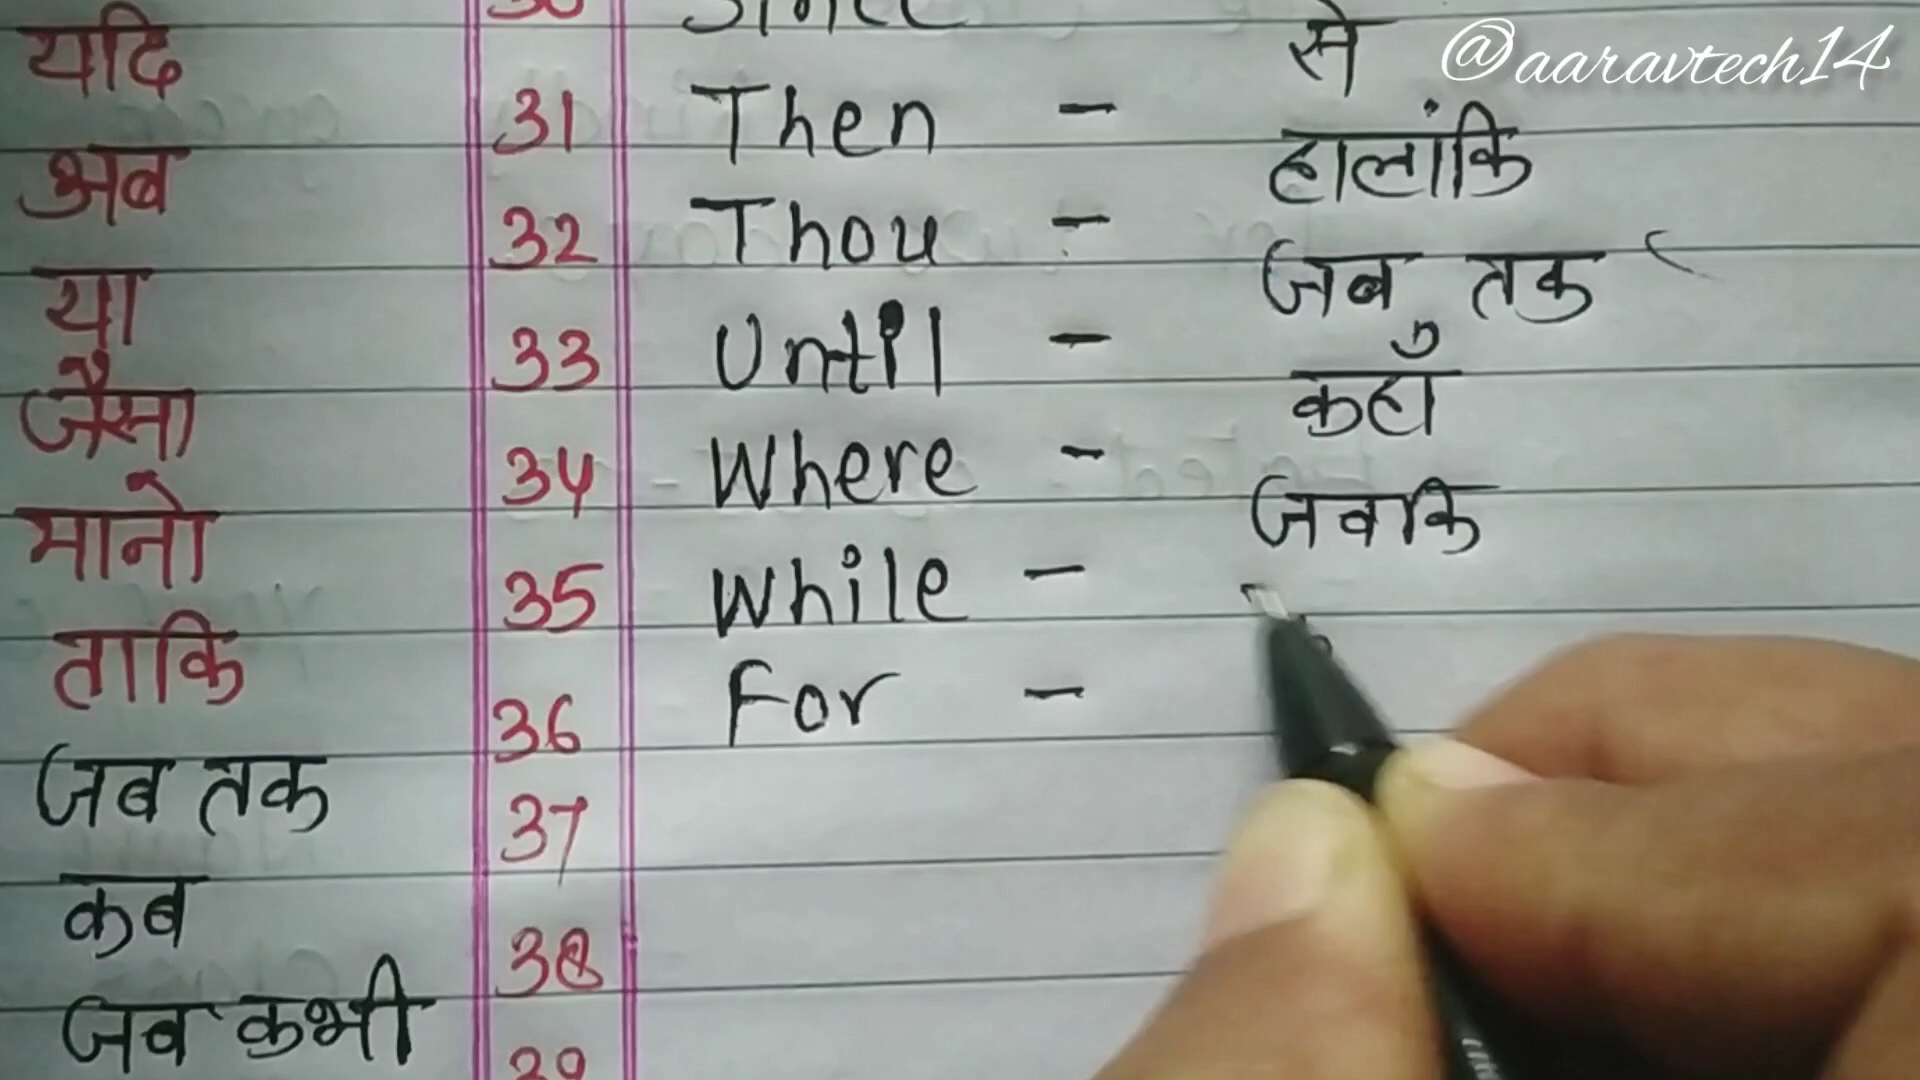 @aaravtech14
से
यदि
31 Then - हालांकि
अब
32 Thou - जब तक
या
33 Until - कहाँ
जैसा
34 Where - जबकि
मानो
35 While -
ताकि
36 For -
जब तक
37
कब
38
जब कभी
39